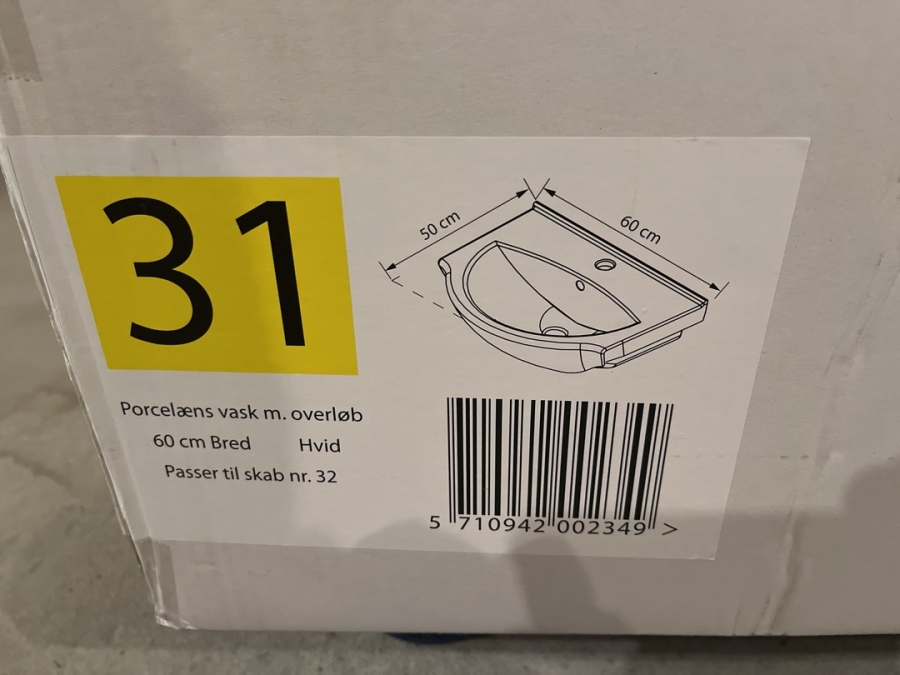 31
50 cm
60 cm
Porcelæns vask m. overløb
60 cm Bred Hvid
Passer til skab nr. 32
5 710942 002349 >